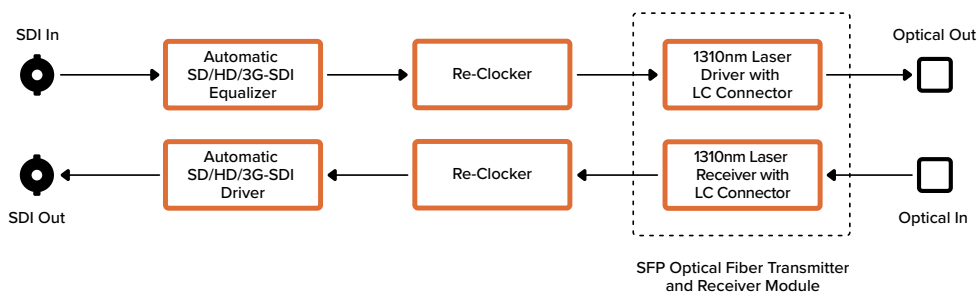 SDI In
Automatic
SD/HD/3G-SDI
Equalizer
Re-Clocker
1310nm Laser
Driver with
LC Connector
Optical Out
SDI Out
Automatic
SD/HD/3G-SDI
Driver
Re-Clocker
1310nm Laser
Receiver with
LC Connector
Optical In
SFP Optical Fiber Transmitter
and Receiver Module